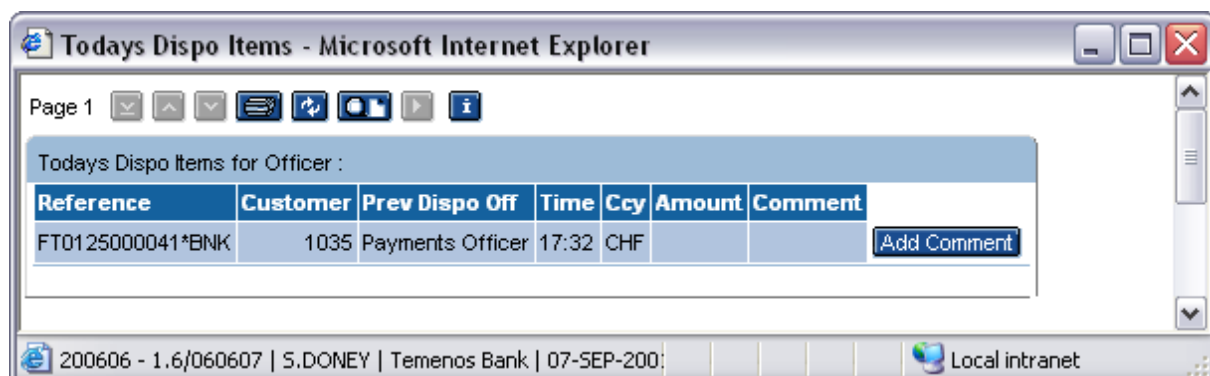 Todays Dispo Items - Microsoft Internet Explorer
Page 1
Todays Dispo Items for Officer :
Reference Customer Prev Dispo Off Time Ccy Amount Comment
FT0125000041*BNK 1035 Payments Officer 17:32 CHF Add Comment
200606 - 1.6/060607 | S.DONEY | Temenos Bank | 07-SEP-200 Local intranet